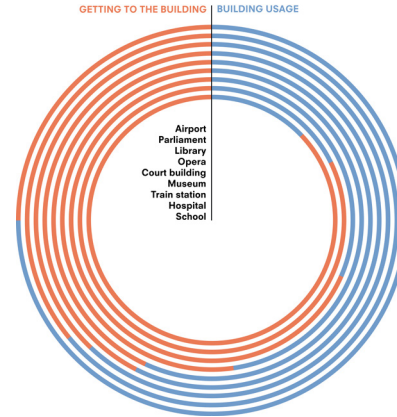 GETTING TO THE BUILDING BUILDING USAGE
Airport
Parliament
Library
Opera
Court building
Museum
Train station
Hospital
School